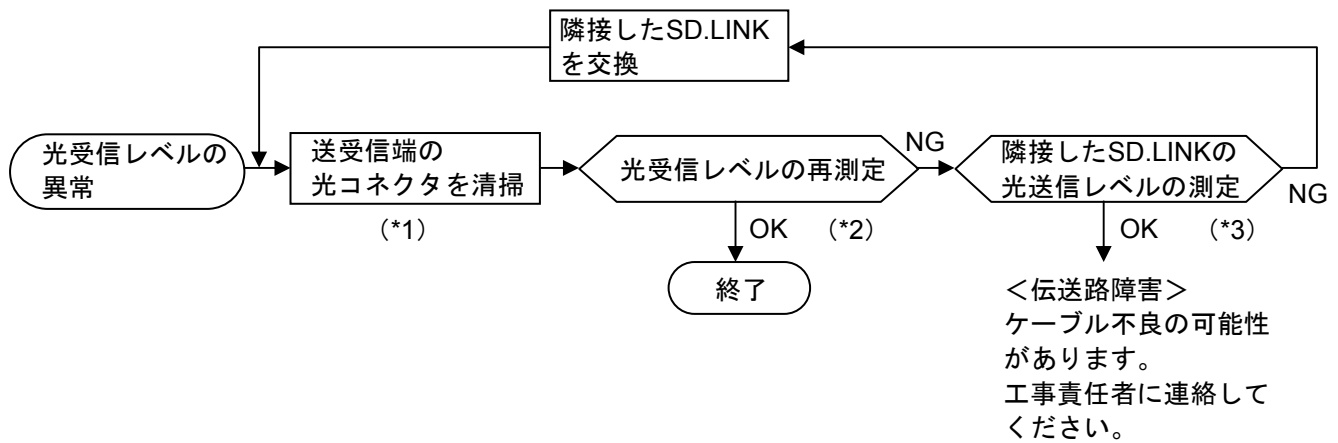 隣接したSD.LINK
を交換
光受信レベルの
異常
送受信端の
光コネクタを清掃
（*1）
光受信レベルの再測定
NG
OK
（*2）
終了
隣接したSD.LINKの
光送信レベルの測定
NG
OK
（*3）
＜伝送路障害＞
ケーブル不良の可能性
があります。
工事責任者に連絡して
ください。